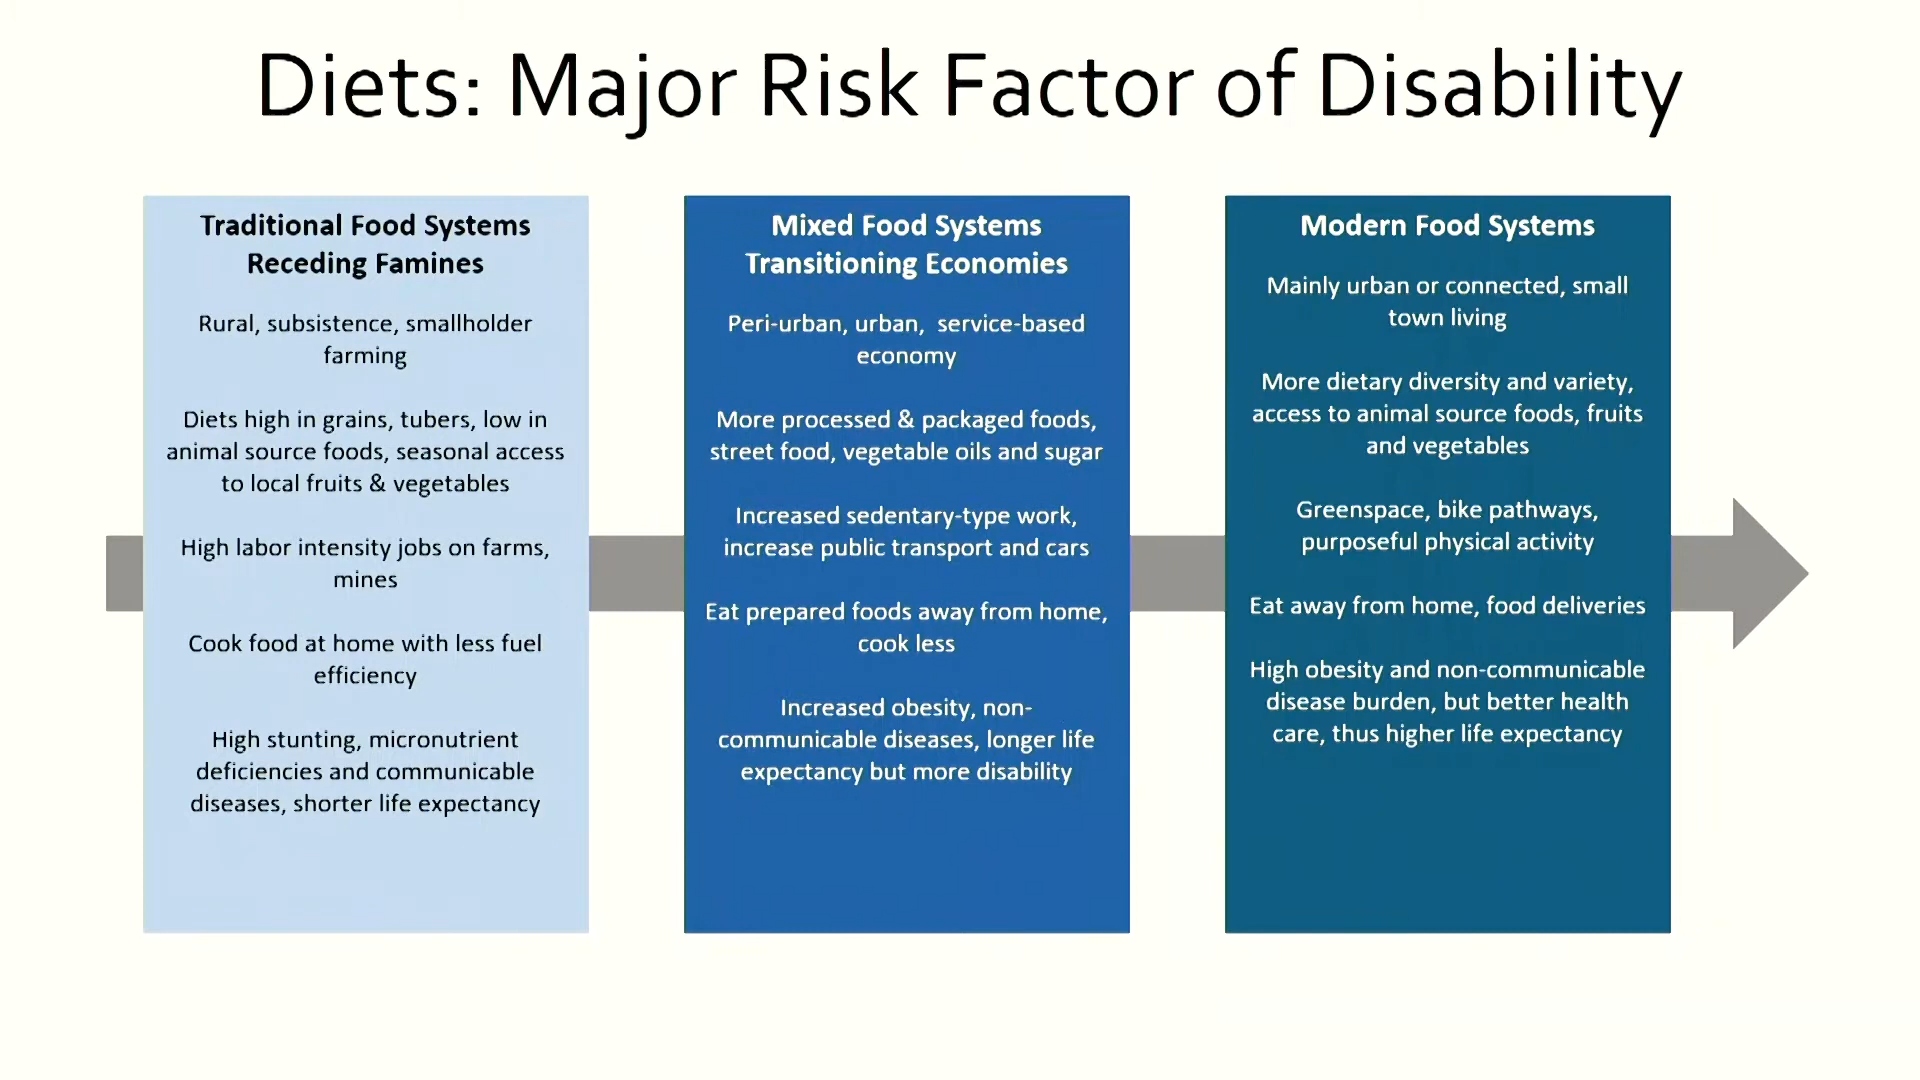 Diets: Major Risk Factor of Disability
Traditional Food Systems
Receding Famines
Rural, subsistence, smallholder
farming
Diets high in grains, tubers, low in
animal source foods, seasonal access
to local fruits & vegetables
High labor intensity jobs on farms,
mines
Cook food at home with less fuel
efficiency
High stunting, micronutrient
deficiencies and communicable
diseases, shorter life expectancy
Mixed Food Systems
Transitioning Economies
Peri-urban, urban,  service-based
economy
More processed & packaged foods,
street food, vegetable oils and sugar
Increased sedentary-type work,
increase public transport and cars
Eat prepared foods away from home,
cook less
Increased obesity, non-
communicable diseases, longer life
expectancy but more disability
Modern Food Systems
Mainly urban or connected, small
town living
More dietary diversity and variety,
access to animal source foods, fruits
and vegetables
Greenspace, bike pathways,
purposeful physical activity
Eat away from home, food deliveries
High obesity and non-communicable
disease burden, but better health
care, thus higher life expectancy